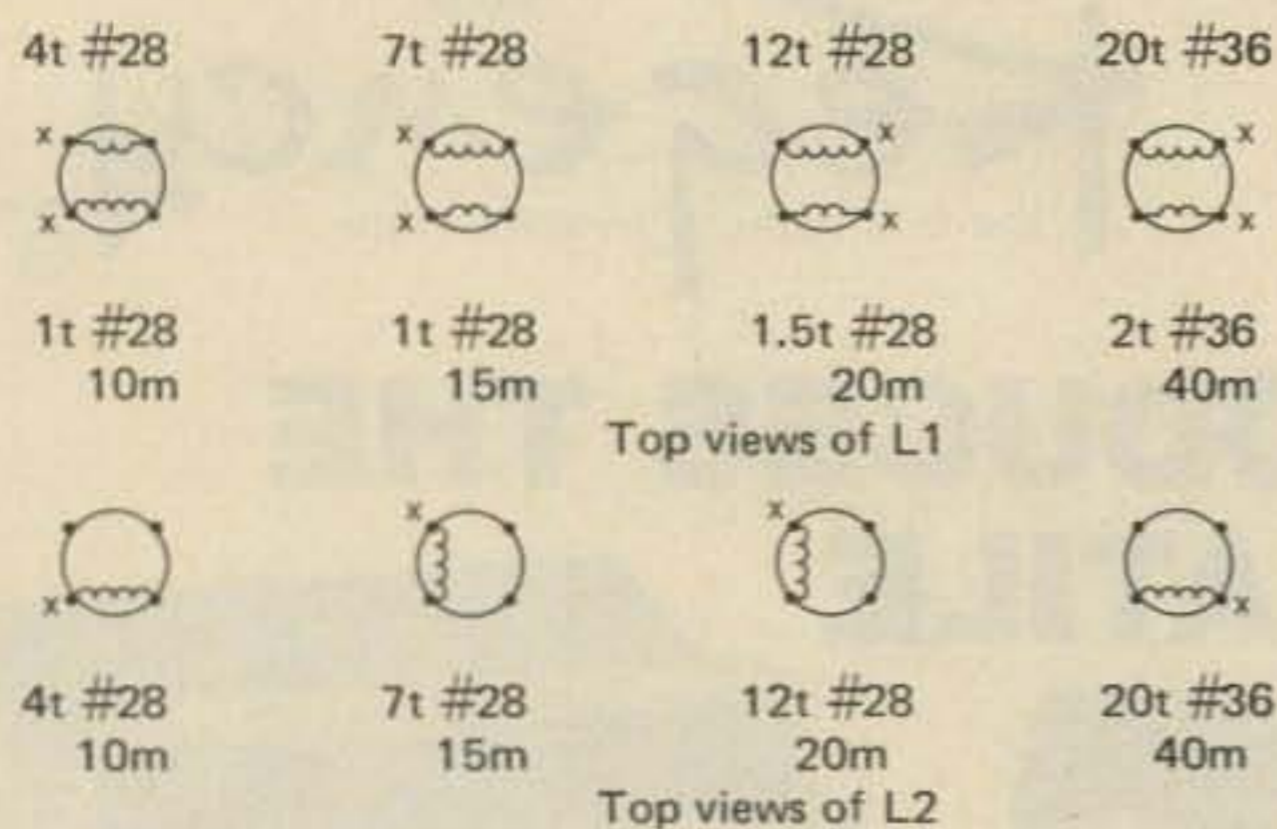 4t #28 7t #28 12t #28 20t #36
x x x x
x x x x
1t #28 1t #28 1.5t #28 2t #36
10m 15m 20m 40m
Top views of L1
x x
x x
4t #28 7t #28 12t #28 20t #36
10m 15m 20m 40m
Top views of L2